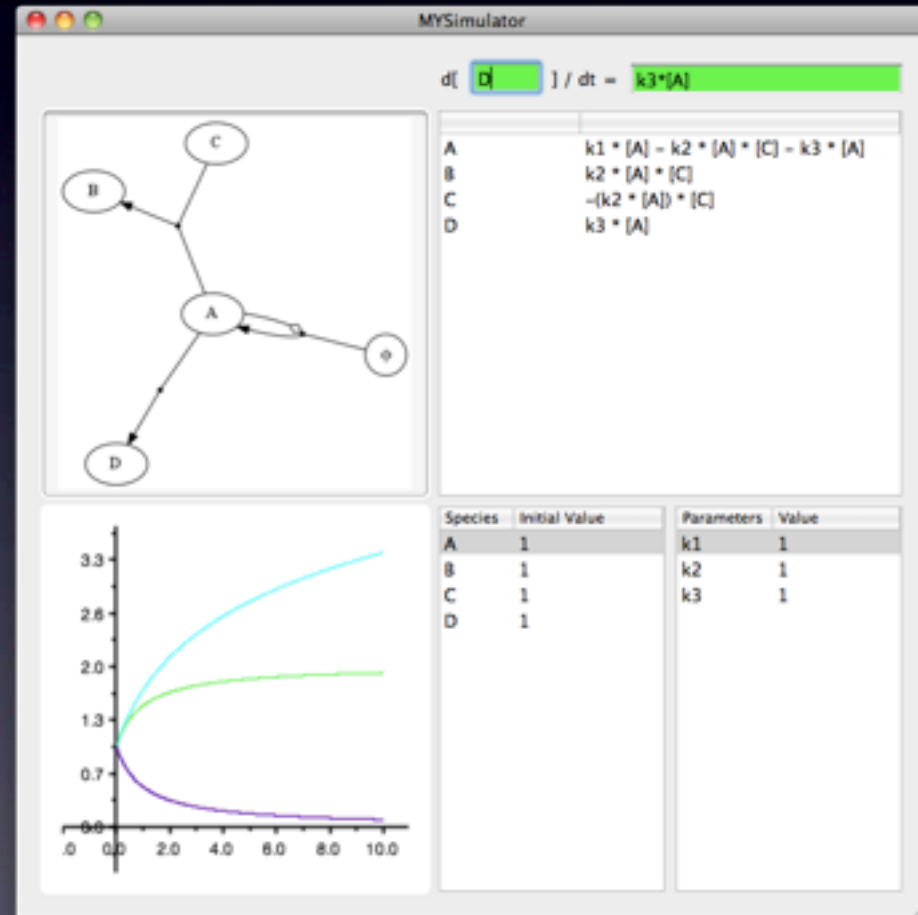 MYSimulator
d[ D ] / dt = k3*[A]
C
B
A
Φ
D
A k1 * [A] - k2 * [A] * [C] - k3 * [A]
B k2 * [A] * [C]
C -(k2 * [A]) * [C]
D k3 * [A]
3.3
2.6
2.0
1.3
0.7
0.0
.0 0.0 2.0 4.0 6.0 8.0 10.0
Species Initial Value
A 1
B 1
C 1
D 1
Parameters Value
k1 1
k2 1
k3 1